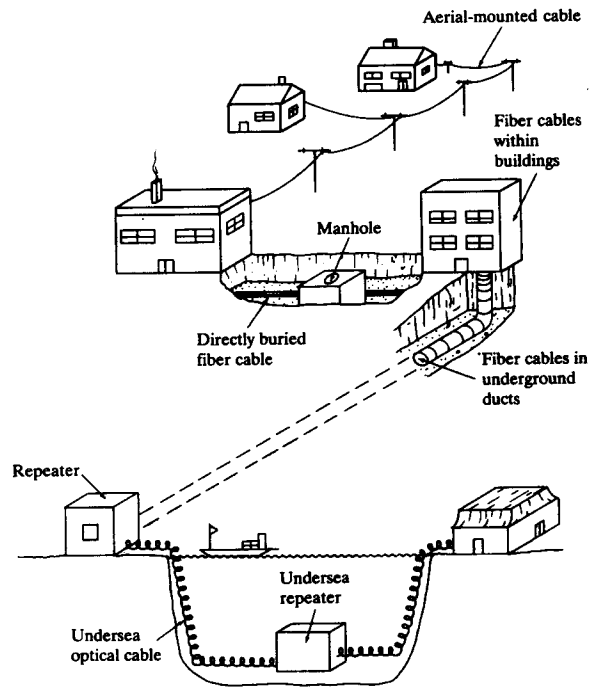 Aerial-mounted cable
Fiber cables
within
buildings
Manhole
Directly buried
fiber cable
Fiber cables in
underground
ducts
Repeater
Undersea
repeater
Undersea
optical cable